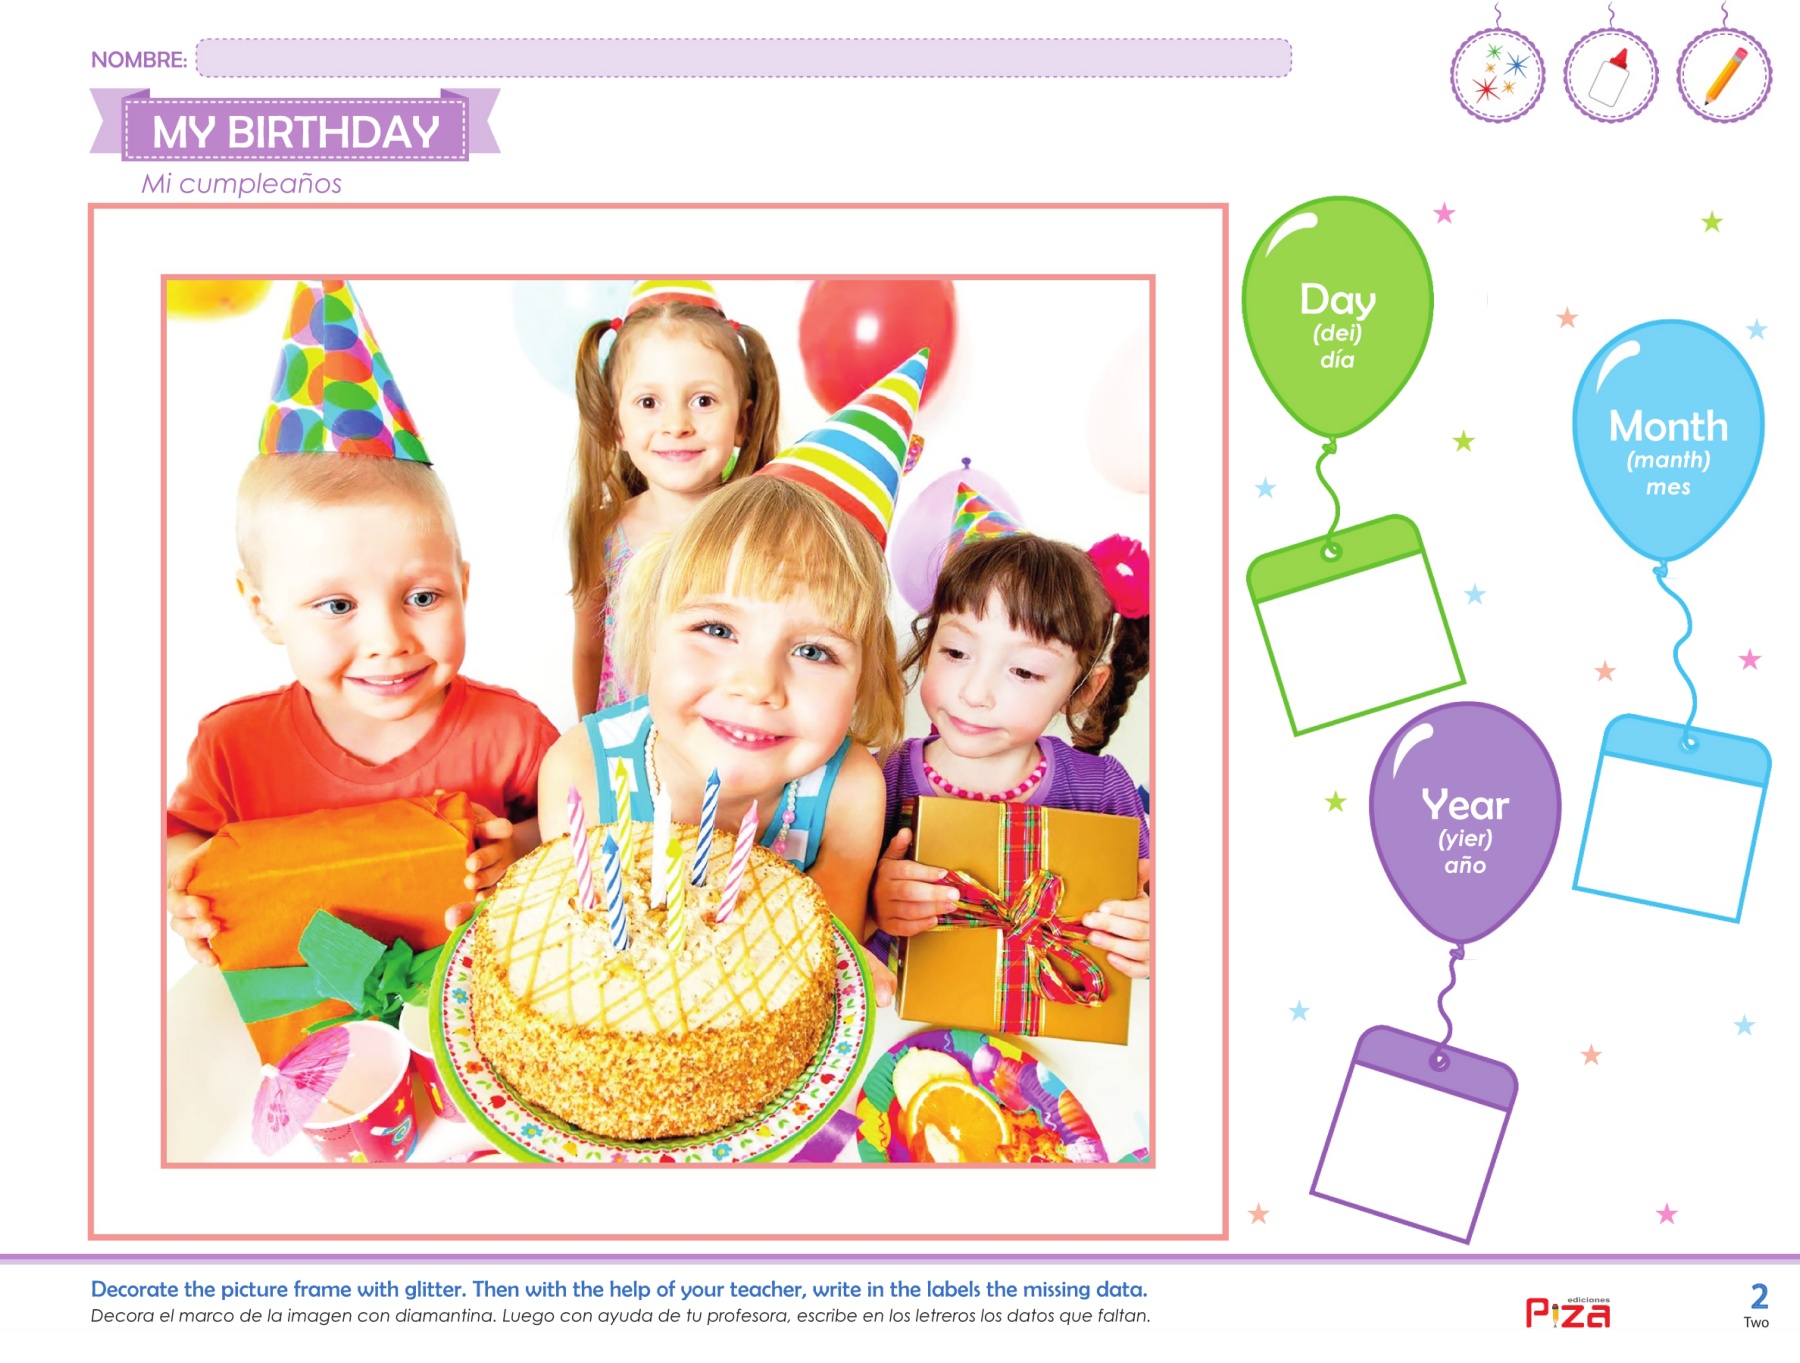 NOMBRE:
MY BIRTHDAY
Mi cumpleaños
Day
(dei)
día
Month
(manth)
mes
Year
(yier)
año
Decorate the picture frame with glitter. Then with the help of your teacher, write in the labels the missing data.
Decora el marco de la imagen con diamantina. Luego con ayuda de tu profesora, escribe en los letreros los datos que faltan.
ediciones
Piza
2
Two